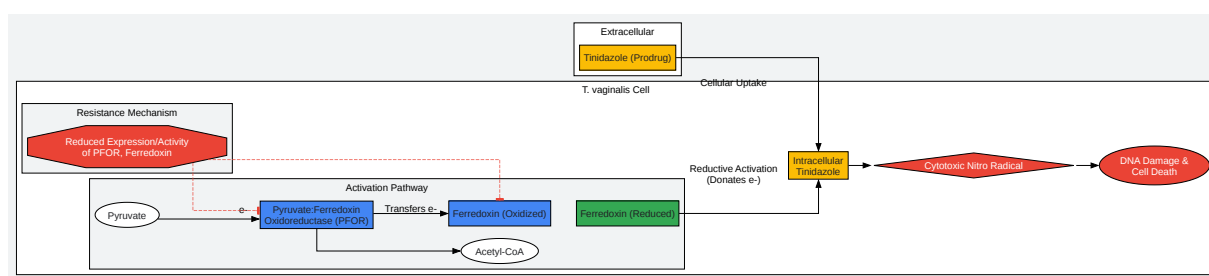 Extracellular
Tinidazole (Prodrug)
Cellular Uptake
T. vaginalis Cell
Resistance Mechanism
Reduced Expression/Activity
of PFOR, Ferredoxin
Reductive Activation
(Donates e-)
Intracellular
Tinidazole
Cytotoxic Nitro Radical
DNA Damage &
Cell Death
Activation Pathway
Pyruvate
e-
Pyruvate:Ferredoxin
Oxidoreductase (PFOR)
Transfers e-
Ferredoxin (Oxidized)
Ferredoxin (Reduced)
Acetyl-CoA